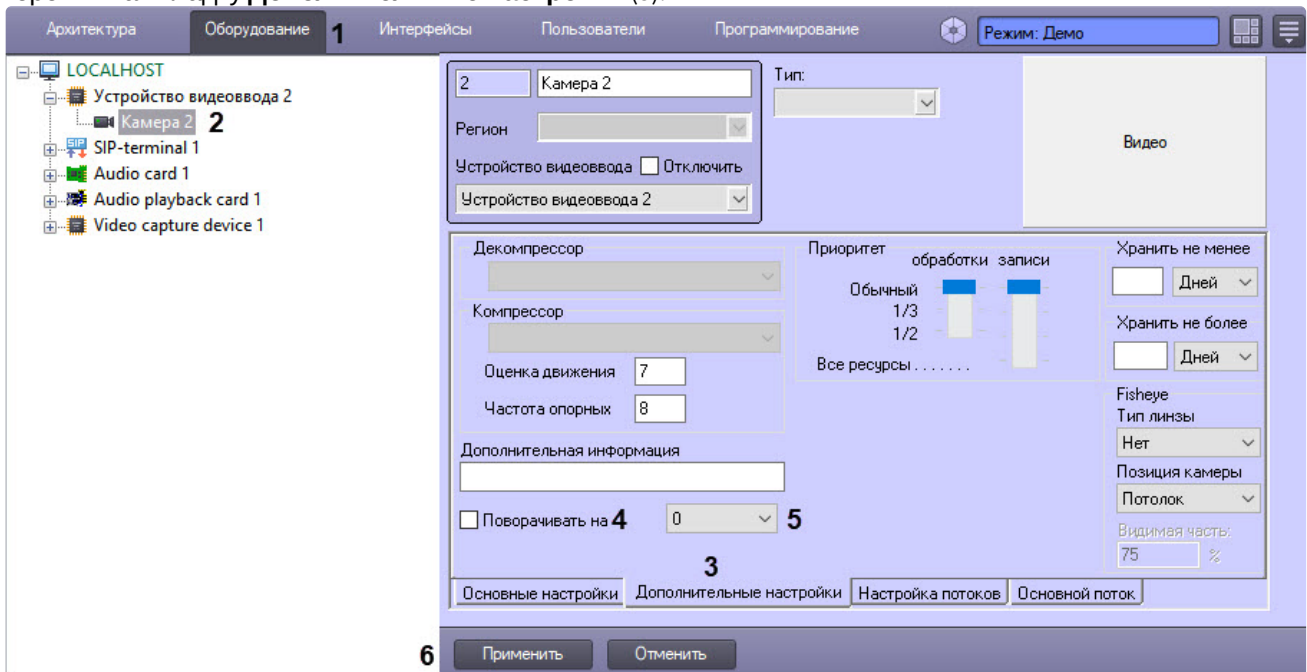 Архитектура Оборудование 1 Интерфейсы Пользователи Программирование Режим: Демо
LOCALHOST
Устройство видеоввода 2
Камера 2 2
SIP SIP-terminal 1
Audio card 1
Audio playback card 1
Video capture device 1
2 Камера 2
Регион
Устройство видеоввода Отключить
Устройство видеоввода 2
Тип:
Видео
Декомпрессор
Компрессор
Оценка движения 7
Частота опорных 8
Дополнительная информация
Поворачивать на 4 0 5
Приоритет
обработки записи
Обычный
1/3
1/2
Все ресурсы . . . . . . .
Хранить не менее
Дней
Хранить не более
Дней
Fisheye
Тип линзы
Нет
Позиция камеры
Потолок
Видимая часть:
75 %
3
Основные настройки Дополнительные настройки Настройка потоков Основной поток
6 Применить Отменить